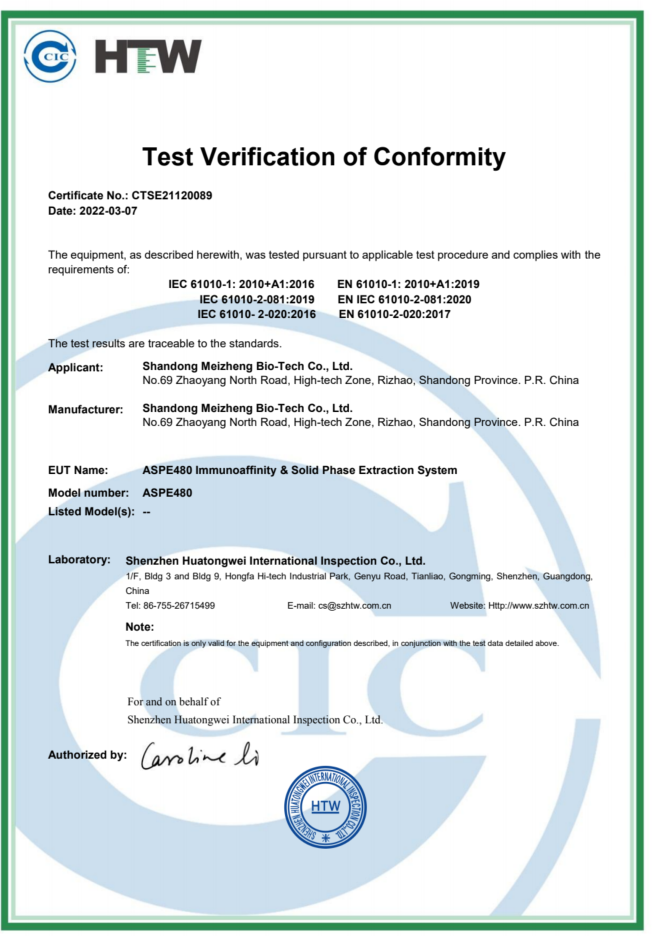 CIC HTW
Test Verification of Conformity
Certificate No.: CTSE21120089
Date: 2022-03-07
The equipment, as described herewith, was tested pursuant to applicable test procedure and complies with the
requirements of:
IEC 61010-1: 2010+A1:2016 EN 61010-1: 2010+A1:2019
IEC 61010-2-081:2019 EN IEC 61010-2-081:2020
IEC 61010- 2-020:2016 EN 61010-2-020:2017
The test results are traceable to the standards.
Applicant: Shandong Meizheng Bio-Tech Co., Ltd.
No.69 Zhaoyang North Road, High-tech Zone, Rizhao, Shandong Province. P.R. China
Manufacturer: Shandong Meizheng Bio-Tech Co., Ltd.
No.69 Zhaoyang North Road, High-tech Zone, Rizhao, Shandong Province. P.R. China
EUT Name: ASPE480 Immunoaffinity & Solid Phase Extraction System
Model number: ASPE480
Listed Model(s): --
Laboratory: Shenzhen Huatongwei International Inspection Co., Ltd.
1/F, Bldg 3 and Bldg 9, Hongfa Hi-tech Industrial Park, Genyu Road, Tianliao, Gongming, Shenzhen, Guangdong,
China
Tel: 86-755-26715499 E-mail: cs@szhtw.com.cn Website: Http://www.szhtw.com.cn
Note:
The certification is only valid for the equipment and configuration described, in conjunction with the test data detailed above.
CIC
For and on behalf of
Shenzhen Huatongwei International Inspection Co., Ltd.
Authorized by: Caroline li
SHENZHEN HUATONGWEI INTERNATIONAL INSPECTION CO., LTD.
HTW